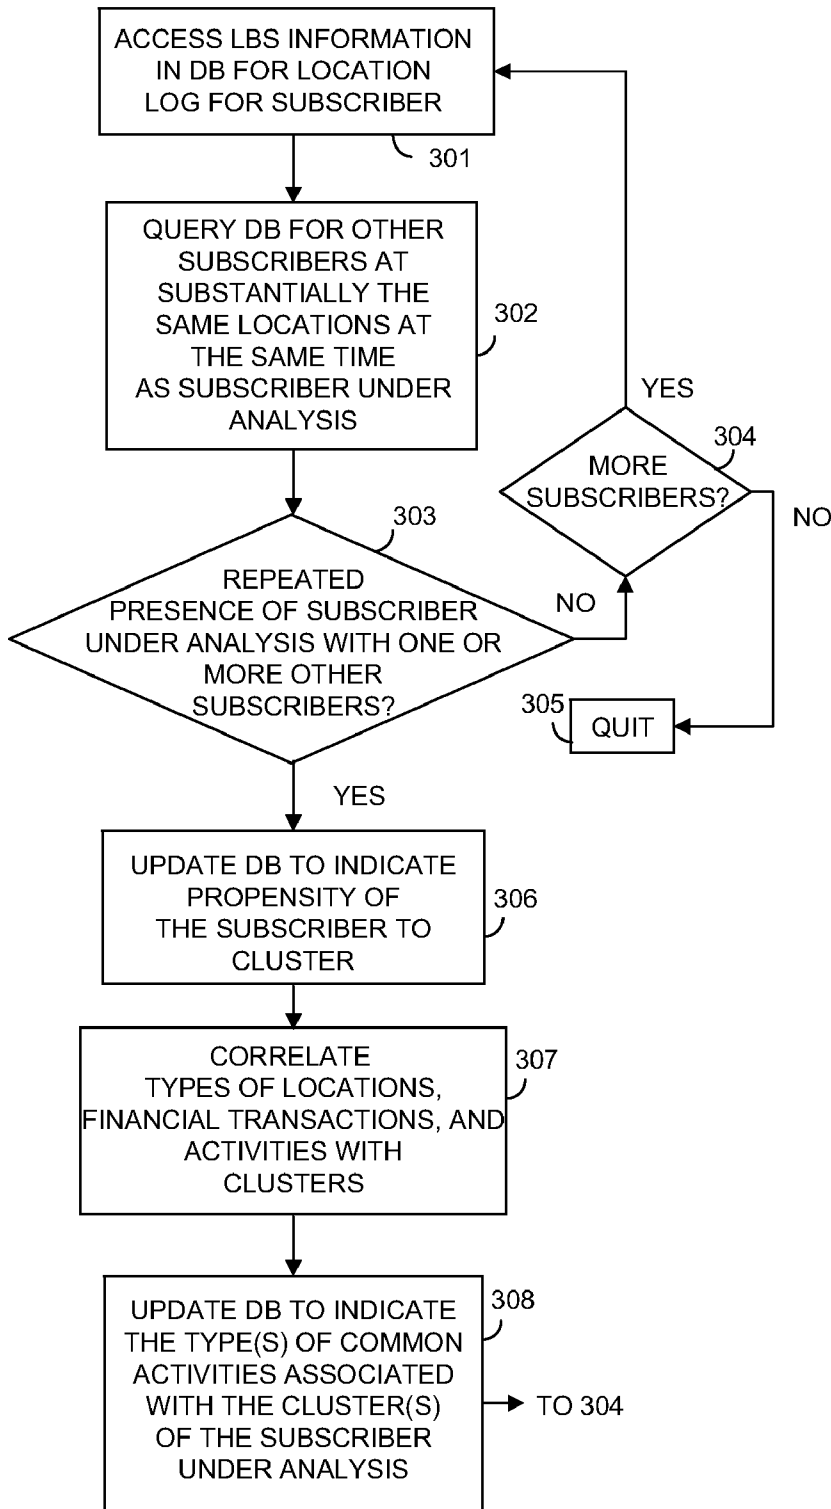 ACCESS LBS INFORMATION
IN DB FOR LOCATION
LOG FOR SUBSCRIBER
301
QUERY DB FOR OTHER
SUBSCRIBERS AT
SUBSTANTIALLY THE
SAME LOCATIONS AT
THE SAME TIME
AS SUBSCRIBER UNDER
ANALYSIS
302
YES
304
MORE
SUBSCRIBERS?
NO
303
REPEATED
PRESENCE OF SUBSCRIBER
UNDER ANALYSIS WITH ONE OR
MORE OTHER
SUBSCRIBERS?
NO
305
QUIT
YES
UPDATE DB TO INDICATE
PROPENSITY OF
THE SUBSCRIBER TO
CLUSTER
306
CORRELATE
TYPES OF LOCATIONS,
FINANCIAL TRANSACTIONS, AND
ACTIVITIES WITH
CLUSTERS
307
UPDATE DB TO INDICATE
THE TYPE(S) OF COMMON
ACTIVITIES ASSOCIATED
WITH THE CLUSTER(S)
OF THE SUBSCRIBER
UNDER ANALYSIS
308
TO 304